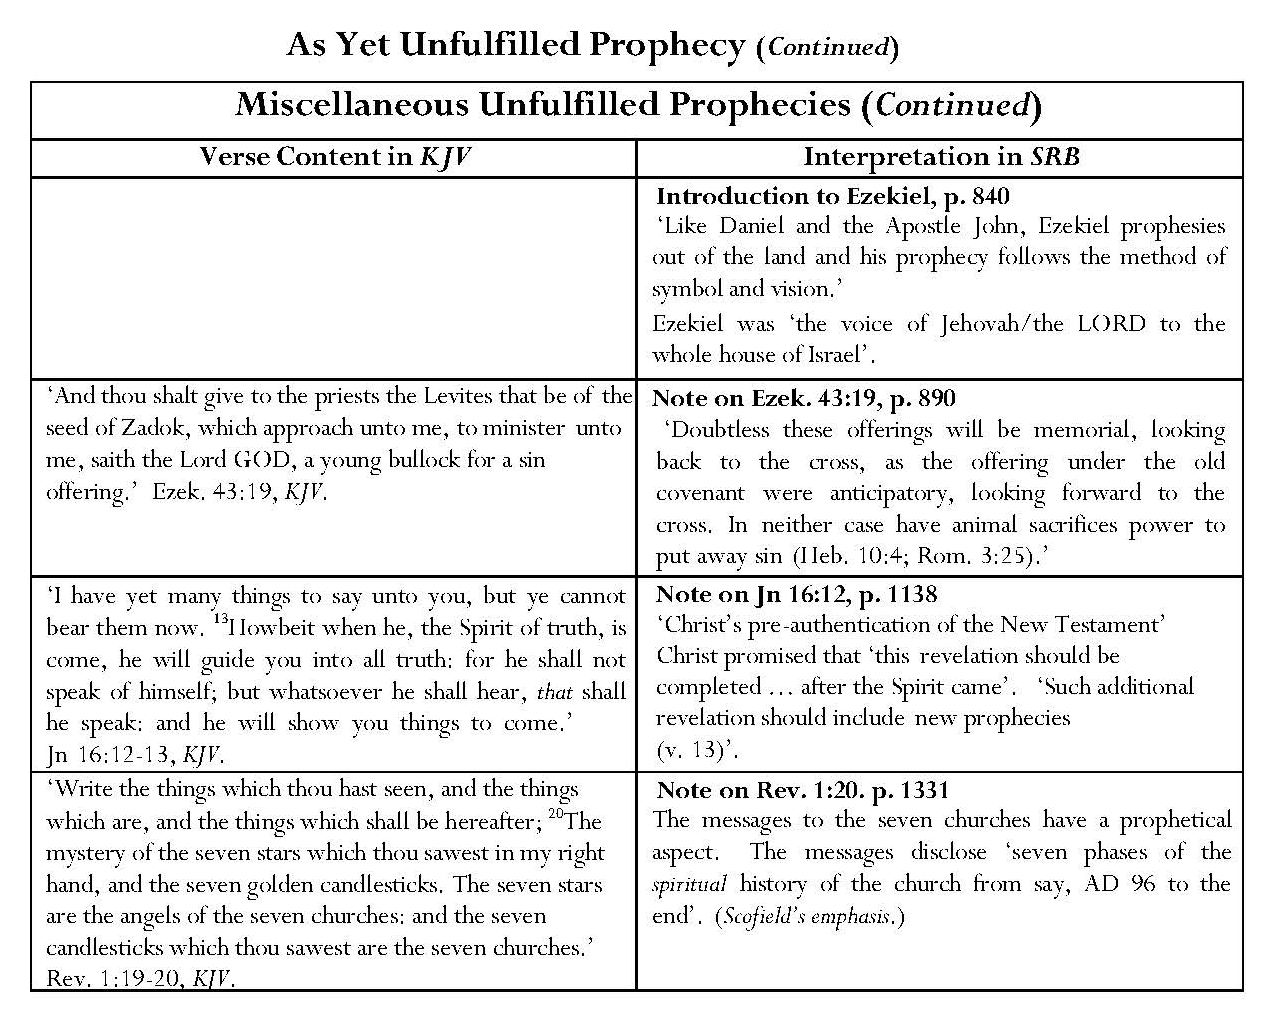 As Yet Unfulfilled Prophecy (Continued)
Miscellaneous Unfulfilled Prophecies (Continued)
Verse Content in KJV
Interpretation in SRB
Introduction to Ezekiel, p. 840
‘Like Daniel and the Apostle John, Ezekiel prophesies
out of the land and his prophecy follows the method of
symbol and vision.’
Ezekiel was ‘the voice of Jehovah/the LORD to the
whole house of Israel’.
‘And thou shalt give to the priests the Levites that be of the
seed of Zadok, which approach unto me, to minister unto
me, saith the Lord GOD, a young bullock for a sin
offering.’ Ezek. 43:19, KJV.
Note on Ezek. 43:19, p. 890
‘Doubtless these offerings will be memorial, looking
back to the cross, as the offering under the old
covenant were anticipatory, looking forward to the
cross. In neither case have animal sacrifices power to
put away sin (Heb. 10:4; Rom. 3:25).’
‘I have yet many things to say unto you, but ye cannot
bear them now. 13Howbeit when he, the Spirit of truth, is
come, he will guide you into all truth: for he shall not
speak of himself; but whatsoever he shall hear, that shall
he speak: and he will show you things to come.’
Jn 16:12-13, KJV.
Note on Jn 16:12, p. 1138
‘Christ’s pre-authentication of the New Testament’
Christ promised that ‘this revelation should be
completed ... after the Spirit came’. ‘Such additional
revelation should include new prophecies
(v. 13)’.
‘Write the things which thou hast seen, and the things
which are, and the things which shall be hereafter; 20The
mystery of the seven stars which thou sawest in my right
hand, and the seven golden candlesticks. The seven stars
are the angels of the seven churches: and the seven
candlesticks which thou sawest are the seven churches.’
Rev. 1:19-20, KJV.
Note on Rev. 1:20. p. 1331
The messages to the seven churches have a prophetical
aspect. The messages disclose ‘seven phases of the
spiritual history of the church from say, AD 96 to the
end’. (Scofield’s emphasis.)